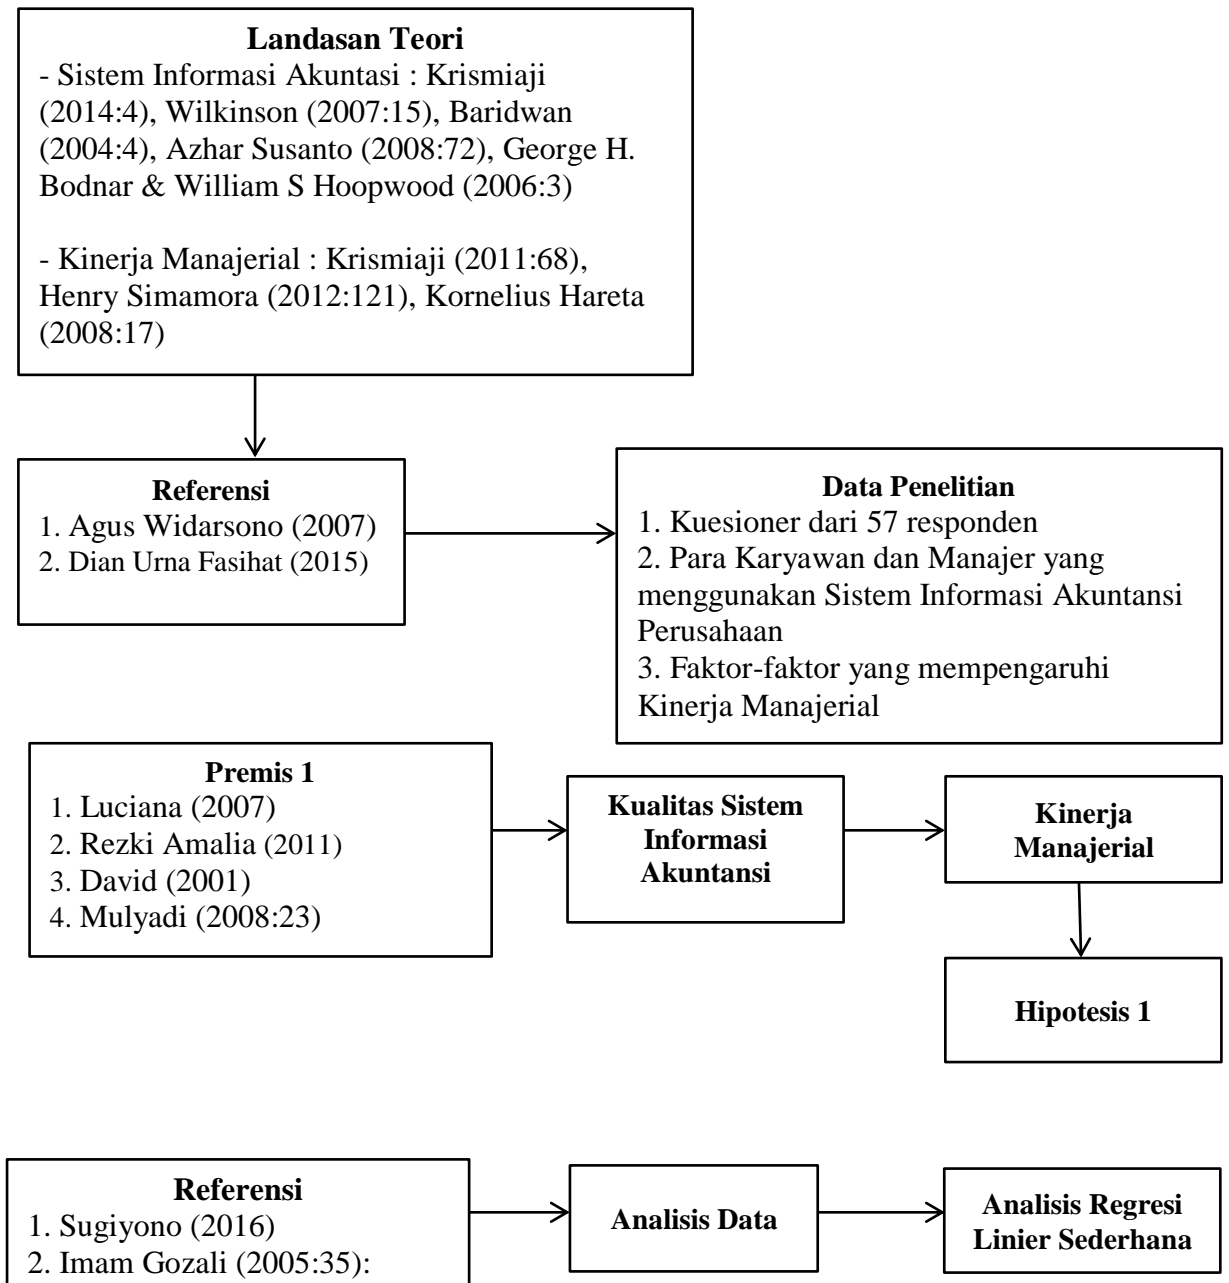 Landasan Teori
- Sistem Informasi Akuntasi : Krismiaji
(2014:4), Wilkinson (2007:15), Baridwan
(2004:4), Azhar Susanto (2008:72), George H.
Bodnar & William S Hoopwood (2006:3)
- Kinerja Manajerial : Krismiaji (2011:68),
Henry Simamora (2012:121), Kornelius Hareta
(2008:17)
Referensi
1. Agus Widarsono (2007)
2. Dian Urna Fasihat (2015)
Data Penelitian
1. Kuesioner dari 57 responden
2. Para Karyawan dan Manajer yang
menggunakan Sistem Informasi Akuntansi
Perusahaan
3. Faktor-faktor yang mempengaruhi
Kinerja Manajerial
Premis 1
1. Luciana (2007)
2. Rezki Amalia (2011)
3. David (2001)
4. Mulyadi (2008:23)
Kualitas Sistem
Informasi
Akuntansi
Kinerja
Manajerial
Hipotesis 1
Referensi
1. Sugiyono (2016)
2. Imam Gozali (2005:35):
Analisis Data
Analisis Regresi
Linier Sederhana